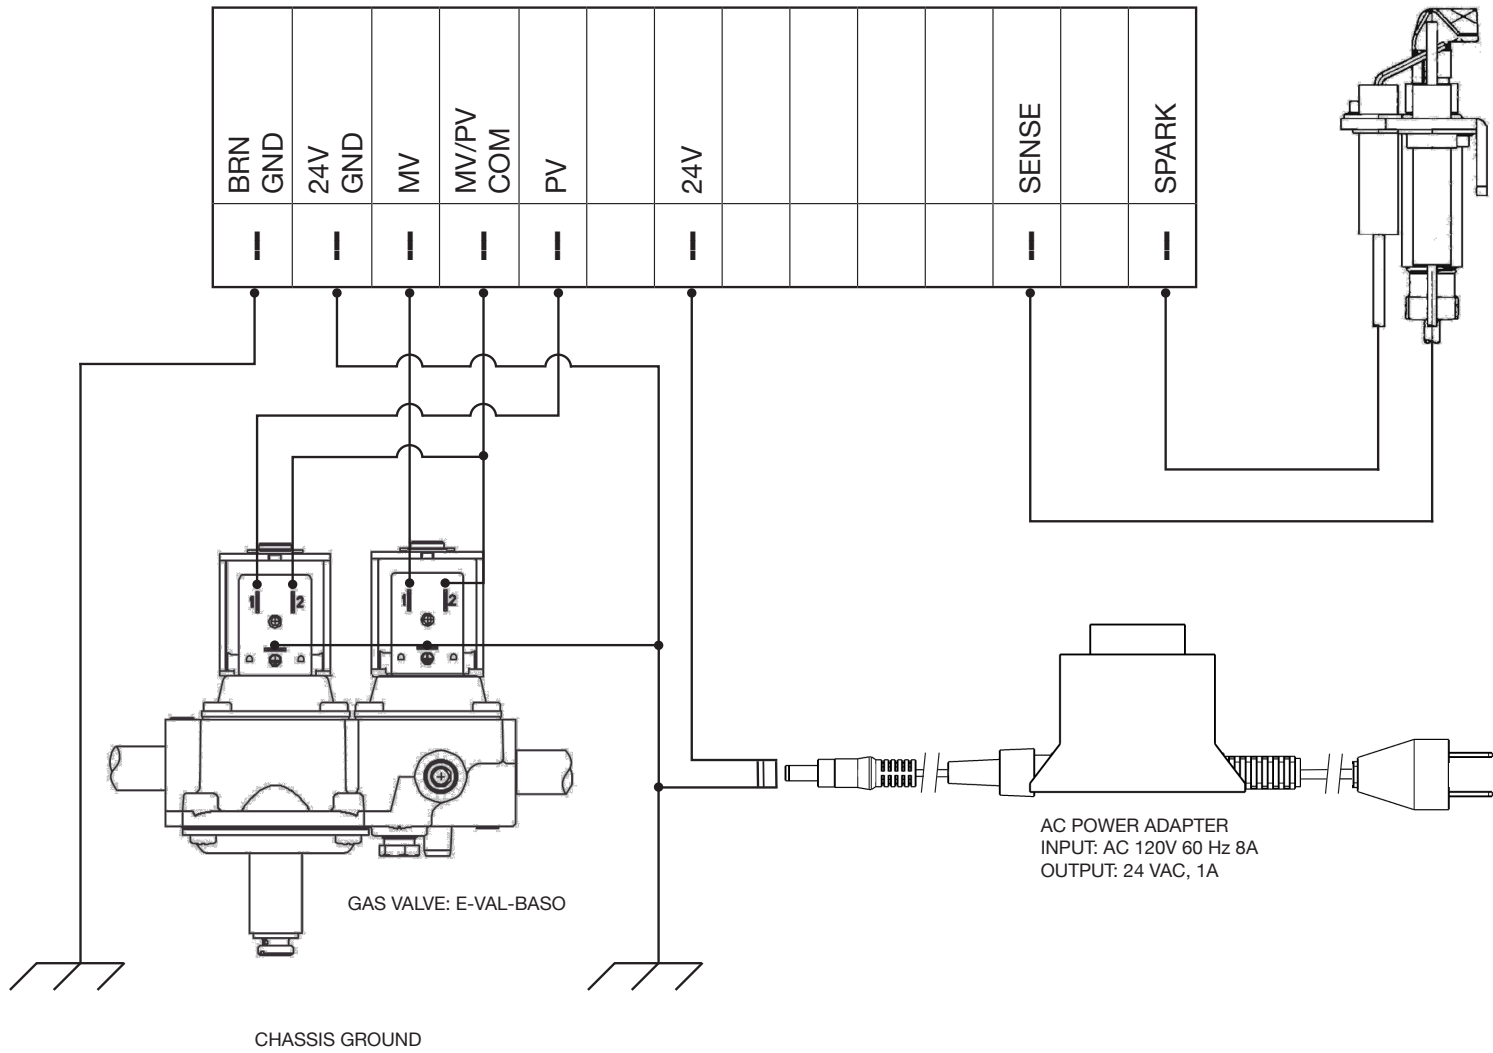 BRN
GND
24V
GND
MV
MV/PV
COM
PV
24V
SENSE
SPARK
1
2
1
2
AC POWER ADAPTER
INPUT: AC 120V 60 Hz 8A
OUTPUT: 24 VAC, 1A
GAS VALVE: E-VAL-BASO
CHASSIS GROUND